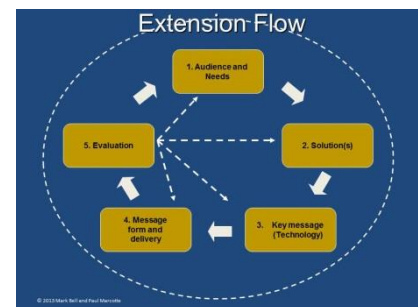 Extension Flow
1. Audience and
Needs
2. Solution(s)
3. Key message
(Technology)
4. Message
form and
delivery
5. Evaluation
© 2013 Mark Bell and Paul Marcotte